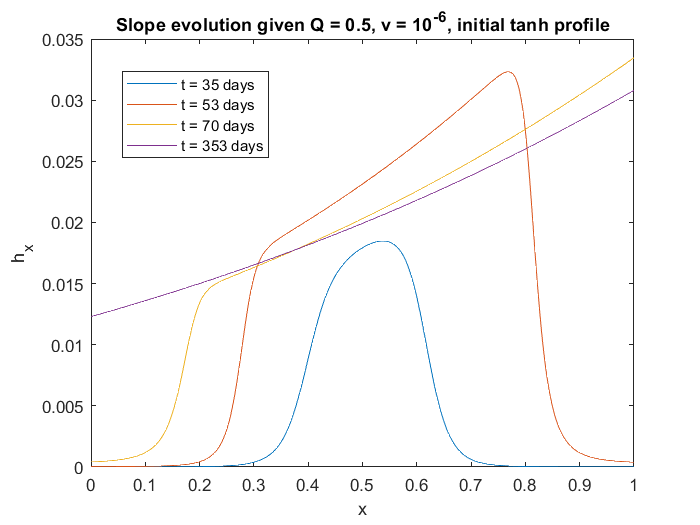 Slope evolution given Q = 0.5, v = 10^-6, initial tanh profile
0.035
0.03
0.025
0.02
0.015
0.01
0.005
0
h_x
t = 35 days
t = 53 days
t = 70 days
t = 353 days
0 0.1 0.2 0.3 0.4 0.5 0.6 0.7 0.8 0.9 1
x